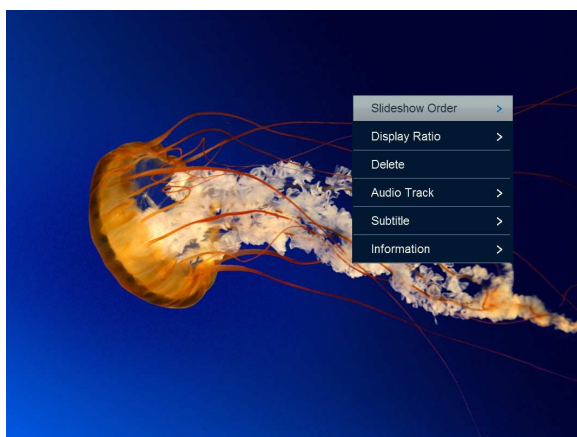 Slideshow Order >
Display Ratio >
Delete
Audio Track >
Subtitle >
Information >